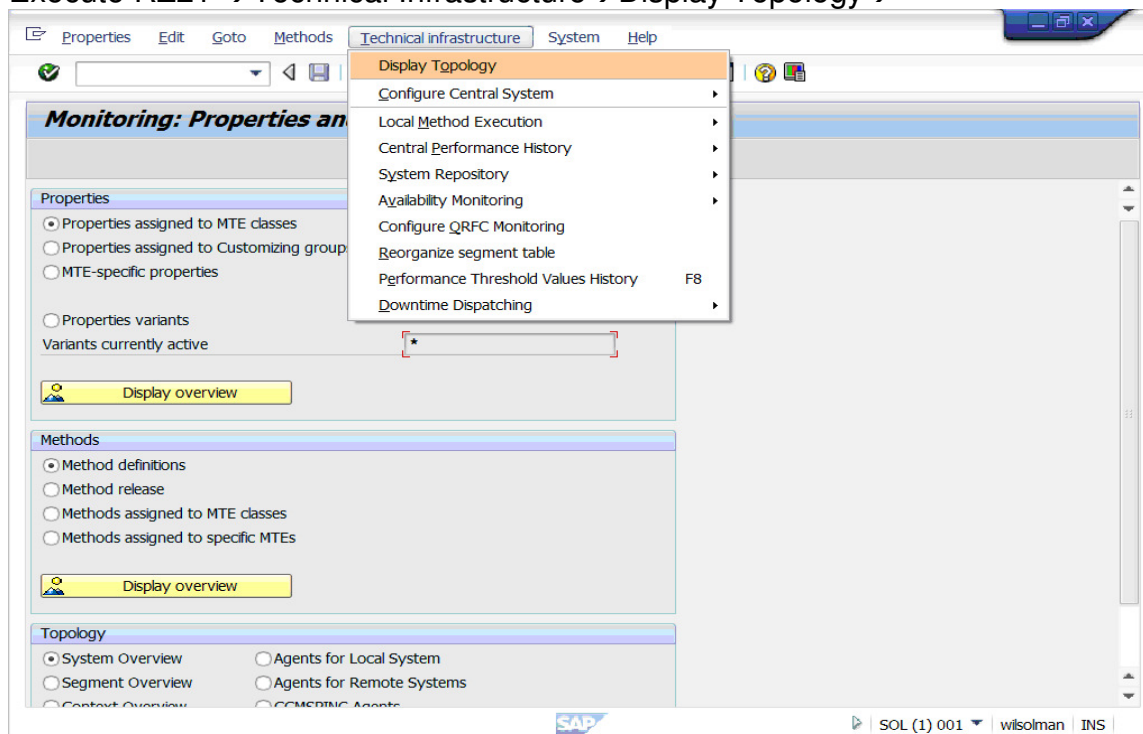 Properties Edit Goto Methods Technical infrastructure System Help
Display Topology
Configure Central System
Monitoring: Properties an
Local Method Execution
Central Performance History
System Repository
Properties
Availability Monitoring
Properties assigned to MTE classes
Configure QRFC Monitoring
Properties assigned to Customizing group
Reorganize segment table
MTE-specific properties
Performance Threshold Values History F8
Downtime Dispatching
Properties variants
Variants currently active *
Display overview
Methods
Method definitions
Method release
Methods assigned to MTE classes
Methods assigned to specific MTEs
Display overview
Topology
System Overview Agents for Local System
Segment Overview Agents for Remote Systems
SAP SOL (1) 001 wilsolman INS